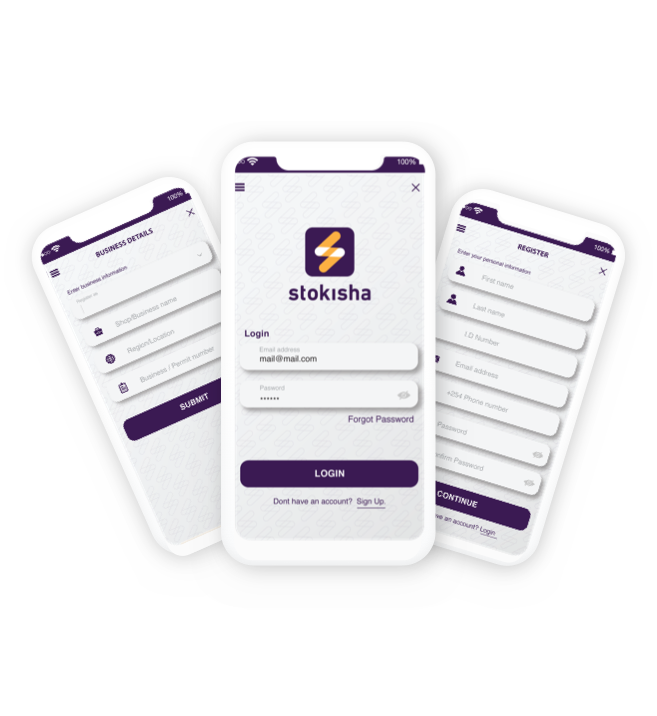 100%
BUSINESS DETAILS
Enter business information
Register as
Shop/Business name
Region/Location
Business / Permit number
SUBMIT
100%
stokisha
Login
Email address
mail@mail.com
Password
••••••
Forgot Password
LOGIN
Dont have an account? Sign Up.
100%
REGISTER
Enter your personal information
First name
Last name
I.D Number
Email address
+254 Phone number
Password
nfirm Password
CONTINUE
ve an account? Login